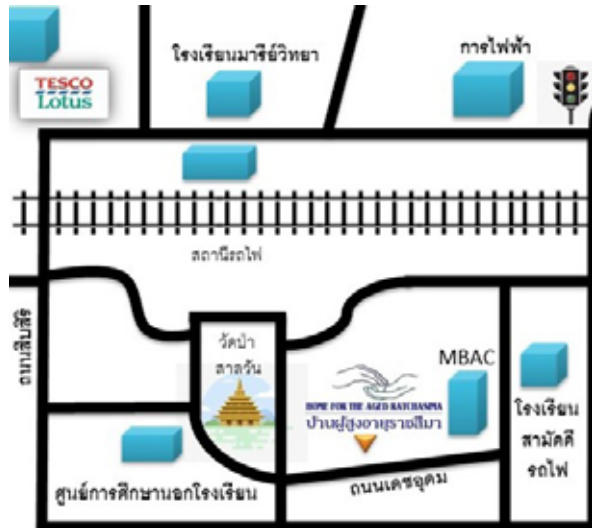 โรงเรียนมารีย์วิทยา
การไฟฟ้า
TESCO
Lotus
สถานีรถไฟ
ถนนสืบสิริ
วัดป่า
สาลวัน
MBAC
HOME FOR THE AGED RATCHASIMA
บ้านผู้สูงอายุราชสีมา
โรงเรียน
สามัคคี
รถไฟ
ศูนย์การศึกษานอกโรงเรียน
ถนนเดชอุดม